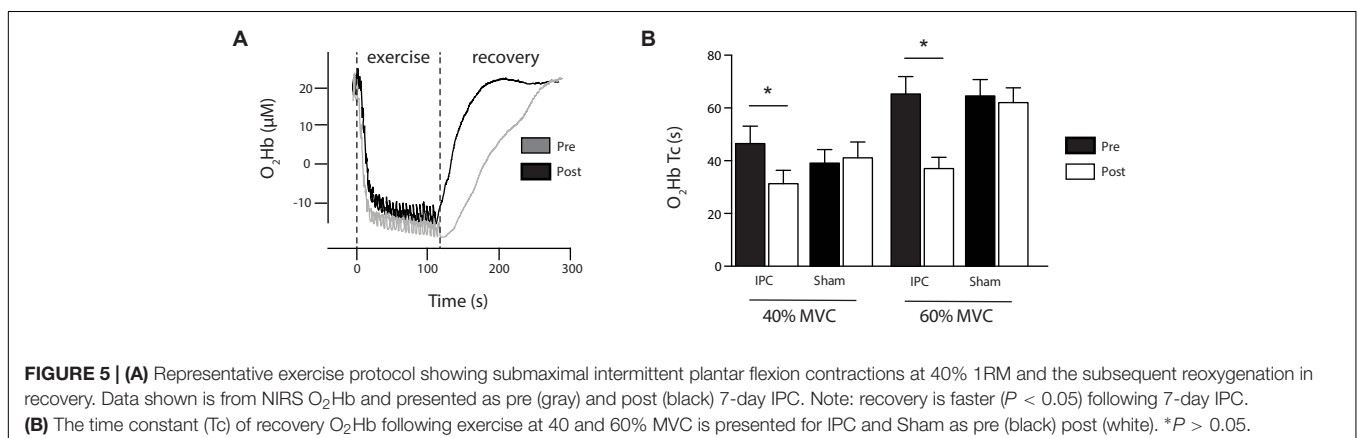 A
exercise
recovery
20
10
0
-10
O2Hb (μM)
Pre
Post
0
100
200
300
Time (s)
B
80
60
40
20
0
O2Hb Tc (s)
*
*
Pre
Post
IPC
Sham
IPC
Sham
40% MVC
60% MVC
FIGURE 5 | (A) Representative exercise protocol showing submaximal intermittent plantar flexion contractions at 40% 1RM and the subsequent reoxygenation in
recovery. Data shown is from NIRS O2Hb and presented as pre (gray) and post (black) 7-day IPC. Note: recovery is faster (P < 0.05) following 7-day IPC.
(B) The time constant (Tc) of recovery O2Hb following exercise at 40 and 60% MVC is presented for IPC and Sham as pre (black) post (white). *P > 0.05.